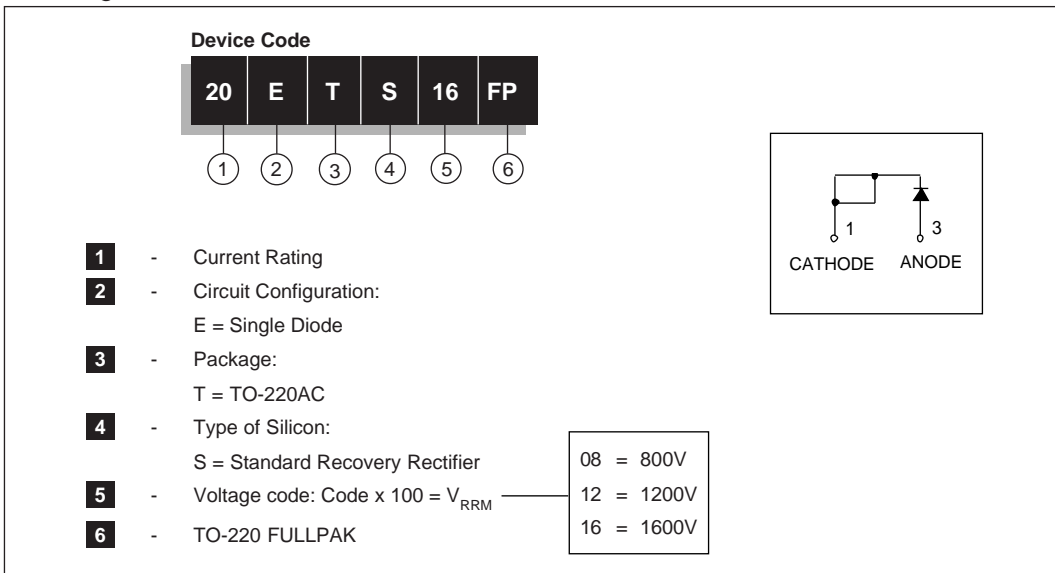 Device Code
20 E T S 16 FP
1 2 3 4 5 6
1 - Current Rating
2 - Circuit Configuration:
E = Single Diode
3 - Package:
T = TO-220AC
4 - Type of Silicon:
S = Standard Recovery Rectifier
5 - Voltage code: Code x 100 = VRRM
6 - TO-220 FULLPAK
08 = 800V
12 = 1200V
16 = 1600V
1 3
CATHODE ANODE